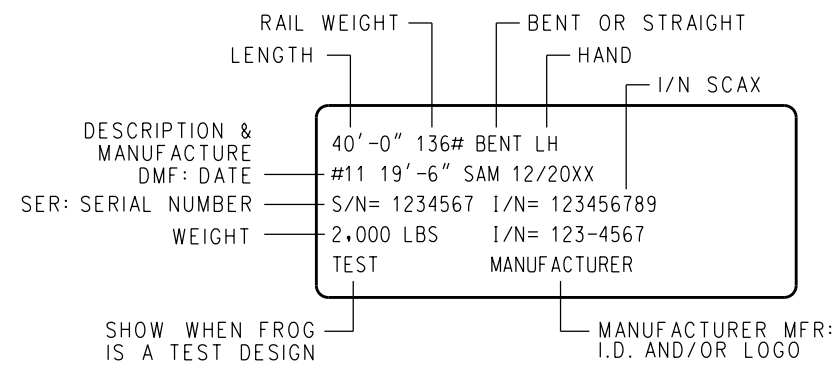 RAIL WEIGHT
BENT OR STRAIGHT
LENGTH
HAND
I/N SCAX
DESCRIPTION &
MANUFACTURE
DMF: DATE
SER: SERIAL NUMBER
WEIGHT
40'-0" 136# BENT LH
#11 19'-6" SAM 12/20XX
S/N= 1234567 I/N= 123456789
2,000 LBS I/N= 123-4567
TEST MANUFACTURER
SHOW WHEN FROG
IS A TEST DESIGN
MANUFACTURER MFR:
I.D. AND/OR LOGO